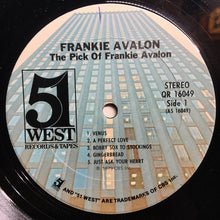 FRANKIE AVALON
The Pick Of Frankie Avalon
5
WEST
RECORDS & TAPES
STEREO
QR 16049
Side 1
(AS 16049)
1. VENUS
2. A PERFECT LOVE
3. BOBBY SOX TO STOCKINGS
4. GINGERBREAD
5. JUST ASK YOUR HEART
AND "51 WEST" ARE TRADEMARKS OF CBS INC.